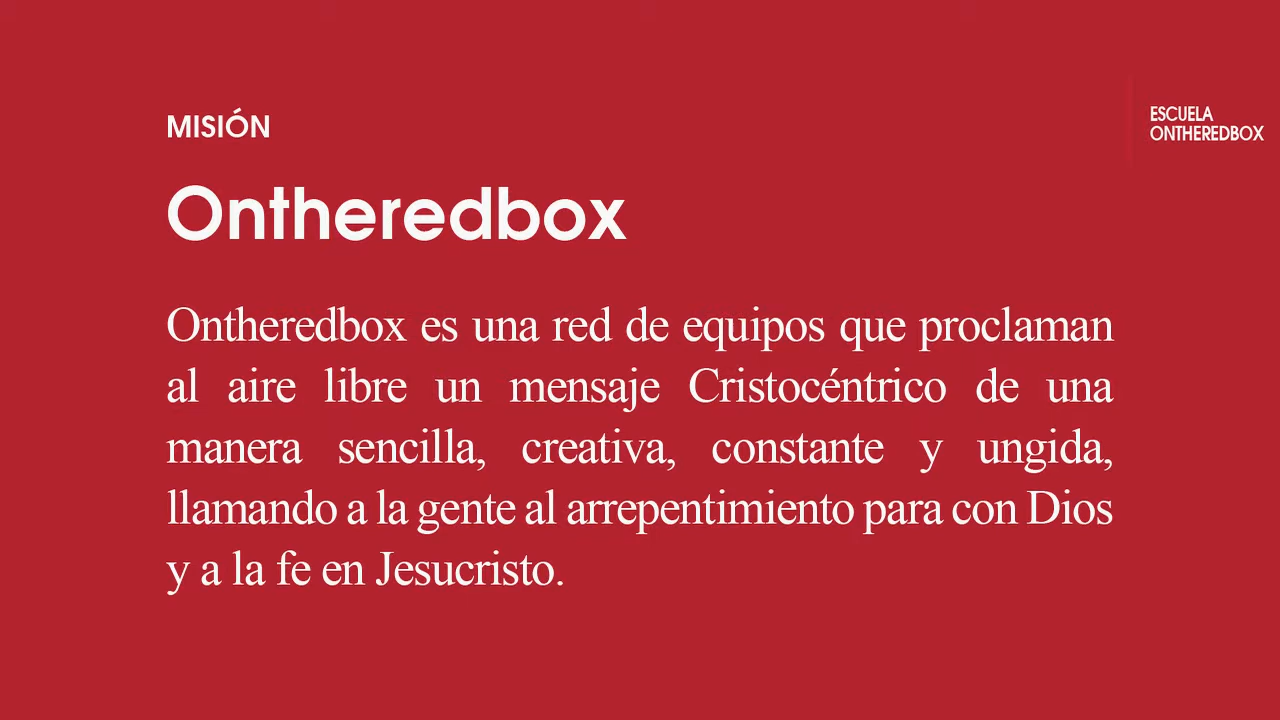 MISIÓN
ESCUELA
ONTHEREDBOX
Ontheredbox
Ontheredbox es una red de equipos que proclaman
al aire libre un mensaje Cristocéntrico de una
manera sencilla, creativa, constante y ungida,
llamando a la gente al arrepentimiento para con Dios
y a la fe en Jesucristo.